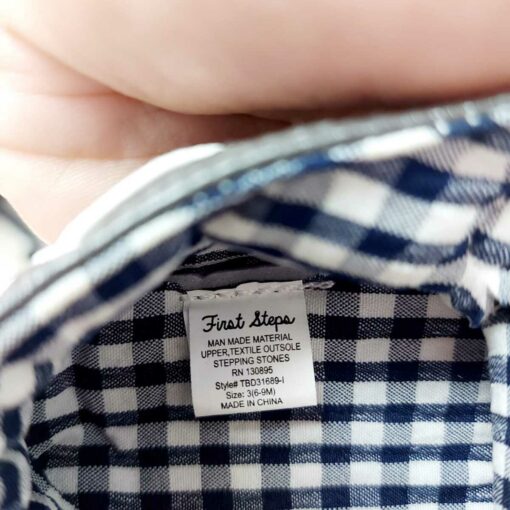 First Steps
MAN MADE MATERIAL
UPPER,TEXTILE OUTSOLE
STEPPING STONES
RN 130895
Style# TBD31689-I
Size: 3(6-9M)
MADE IN CHINA